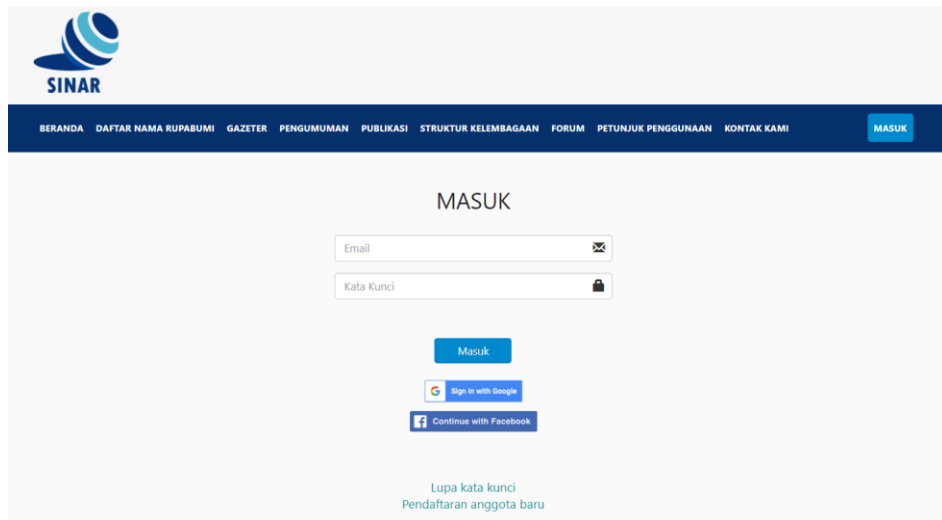 SINAR
BERANDA DAFTAR NAMA RUPABUMI GAZETER PENGUMUMAN PUBLIKASI STRUKTUR KELEMBAGAAN FORUM PETUNJUK PENGGUNAAN KONTAK KAMI MASUK
MASUK
Email
Kata Kunci
Masuk
G Sign in with Google
f Continue with Facebook
Lupa kata kunci
Pendaftaran anggota baru